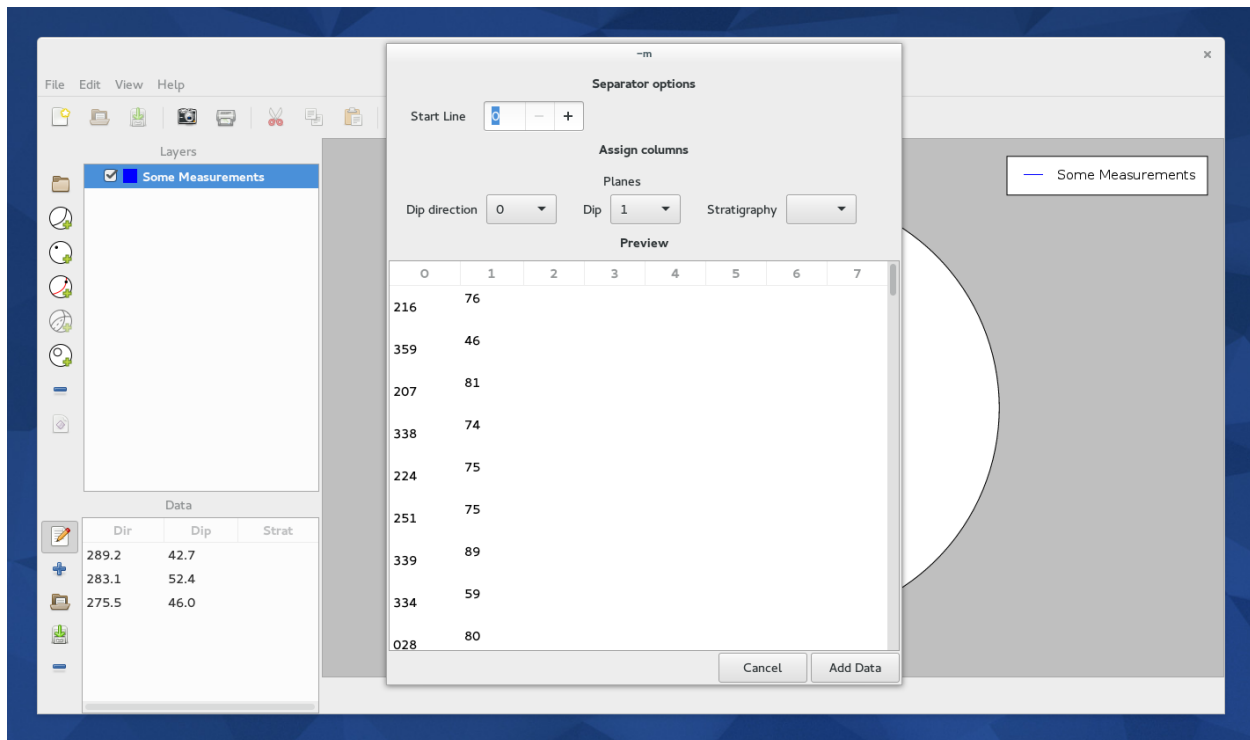 ~m
File Edit View Help
Separator options
Start Line 0 − +
Layers
Some Measurements
Assign columns
Planes
Dip direction 0 Dip 1 Stratigraphy
Some Measurements
Preview
0 1 2 3 4 5 6 7
216 76
359 46
207 81
338 74
224 75
251 75
339 89
334 59
028 80
Data
Dir Dip Strat
289.2 42.7
283.1 52.4
275.5 46.0
Cancel Add Data